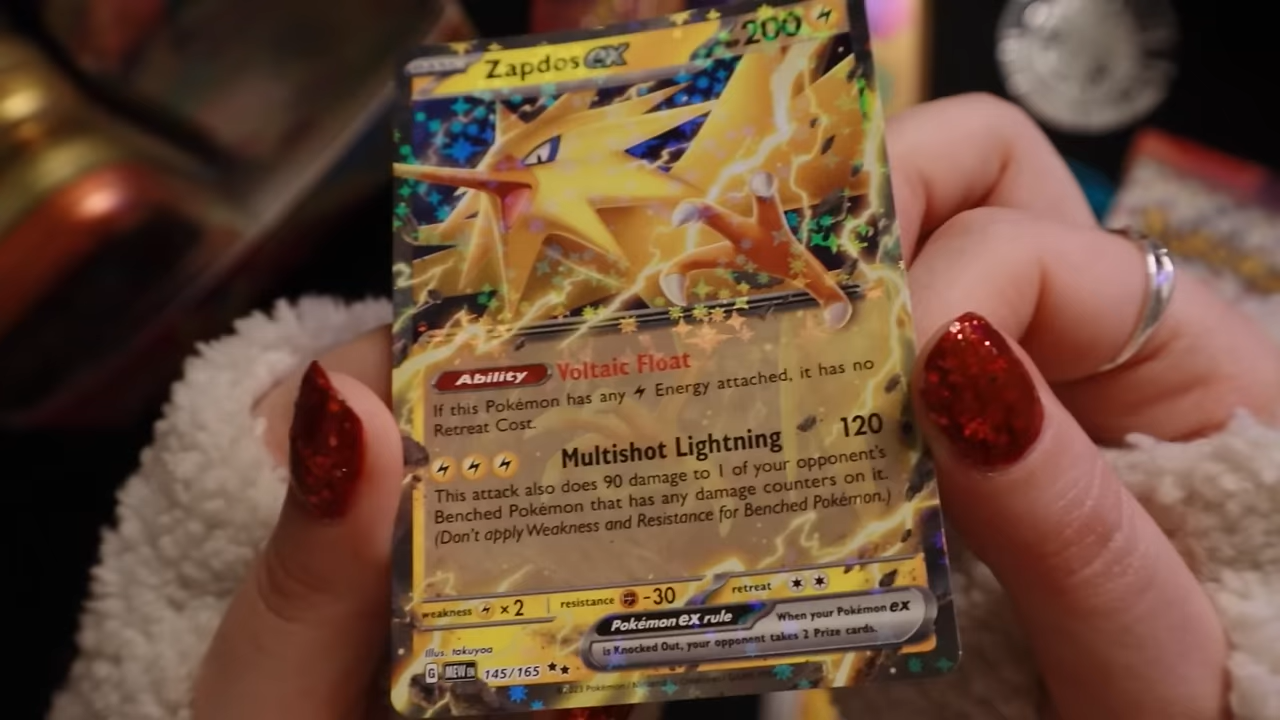 Zapdos ex 200
Ability Voltaic Float
If this Pokémon has any Energy attached, it has no
Retreat Cost.
Multishot Lightning 120
This attack also does 90 damage to 1 of your opponent's
Benched Pokémon that has any damage counters on it.
(Don't apply Weakness and Resistance for Benched Pokémon.)
weakness ×2 resistance -30 retreat
Pokémon ex rule When your Pokémon ex
is Knocked Out, your opponent takes 2 Prize cards.
Illus. takuyoa
G MEW EN 145/165
©2023 Pokémon